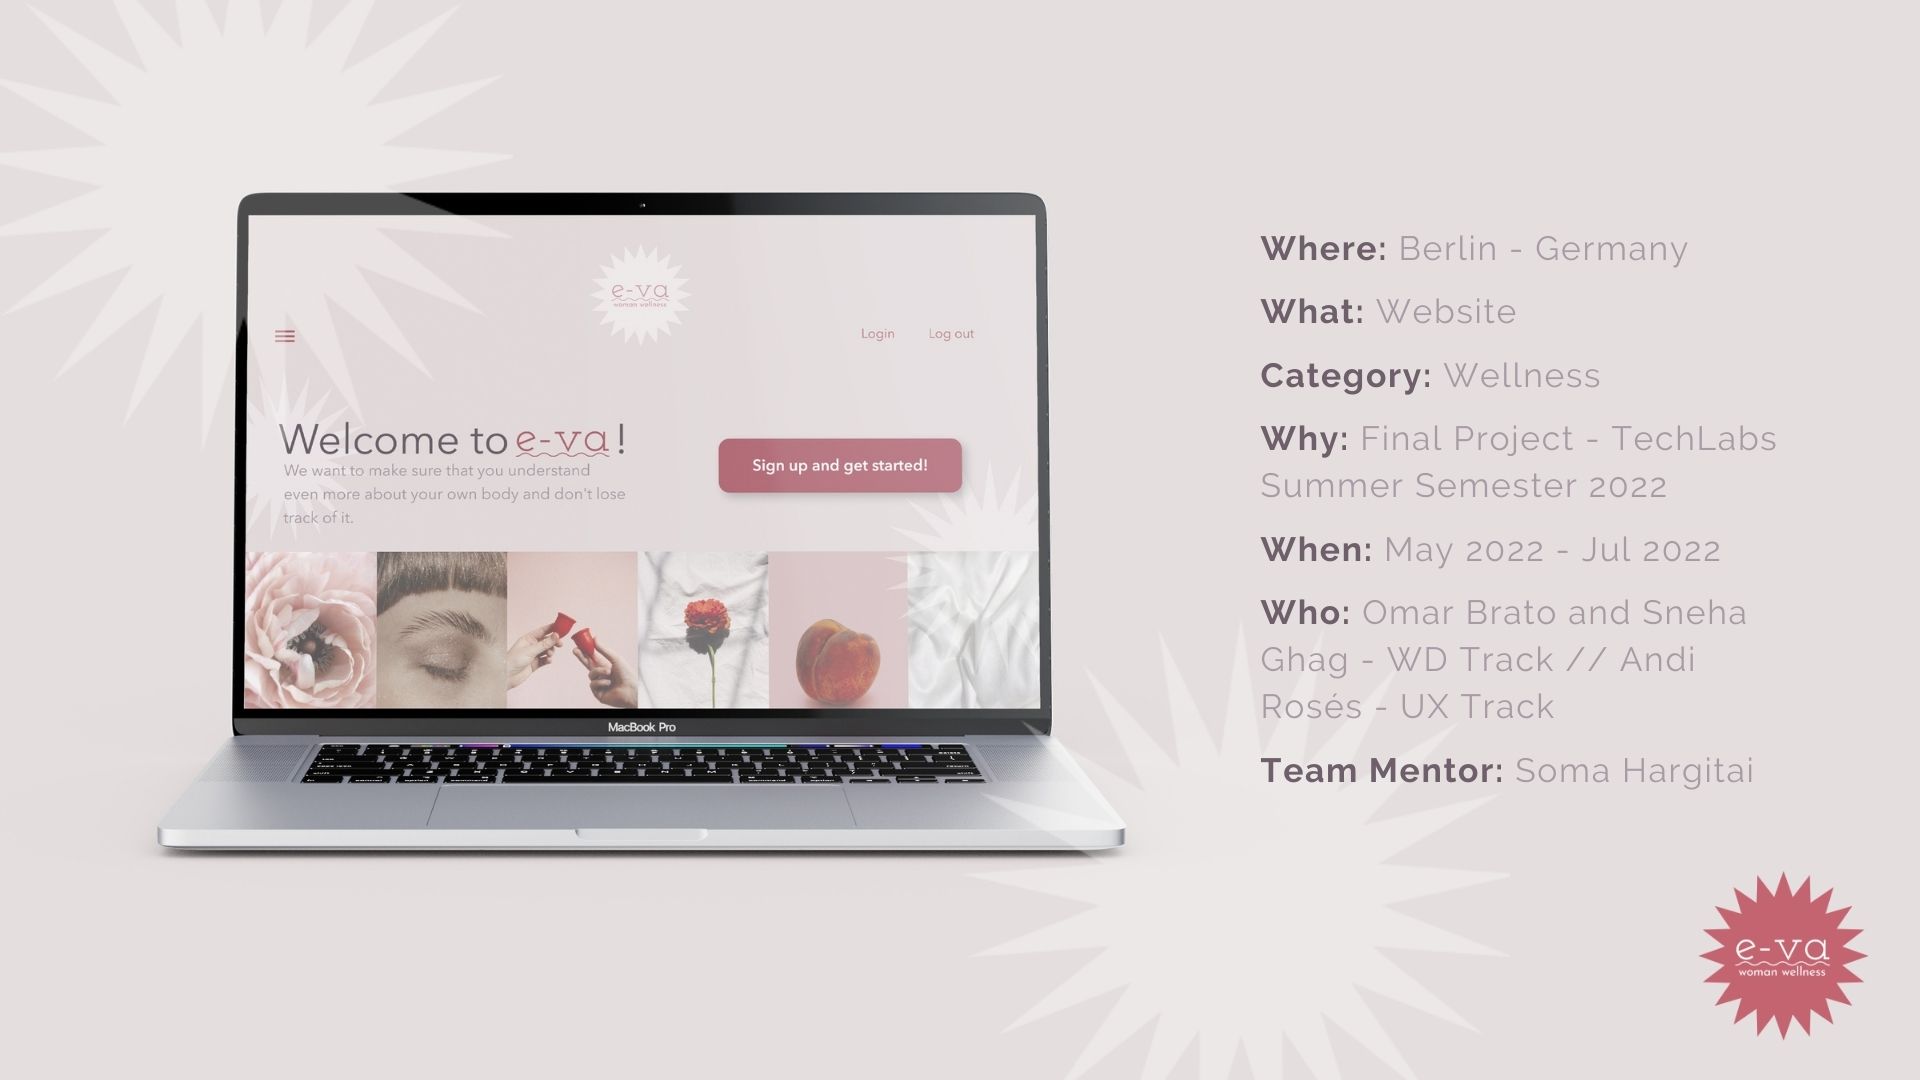 e-va
woman wellness
Login
Log out
Welcome to e-va!
We want to make sure that you understand
even more about your own body and don't lose
track of it.
Sign up and get started!
MacBook Pro
Where: Berlin - Germany
What: Website
Category: Wellness
Why: Final Project - TechLabs
Summer Semester 2022
When: May 2022 - Jul 2022
Who: Omar Brato and Sneha
Ghag - WD Track // Andi
Rosés - UX Track
Team Mentor: Soma Hargitai
e-va
woman wellness